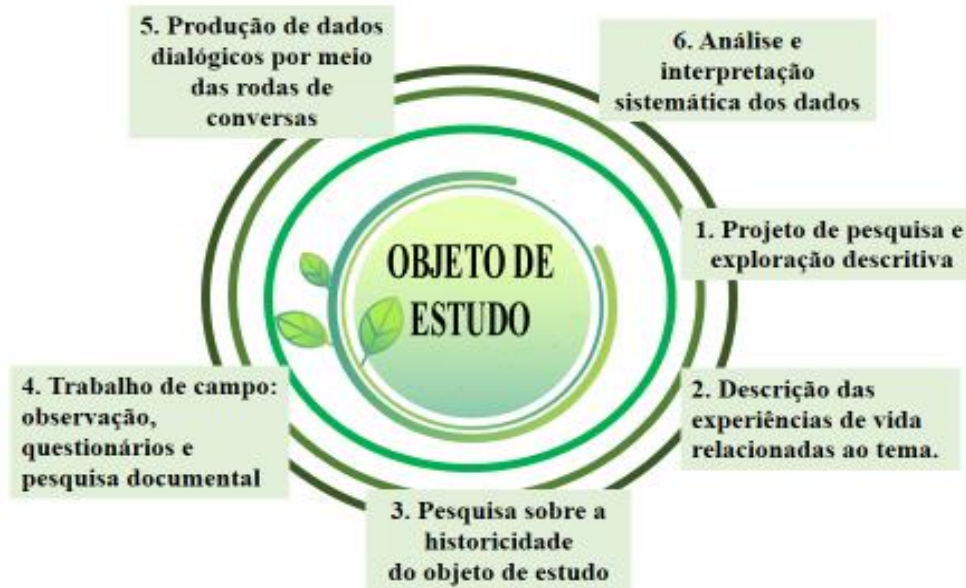 5. Produção de dados
dialógicos por meio
das rodas de
conversas
6. Análise e
interpretação
sistemática dos dados
OBJETO DE
ESTUDO
1. Projeto de pesquisa e
exploração descritiva
4. Trabalho de campo:
observação,
questionários e
pesquisa documental
2. Descrição das
experiências de vida
relacionadas ao tema.
3. Pesquisa sobre a
historicidade
do objeto de estudo